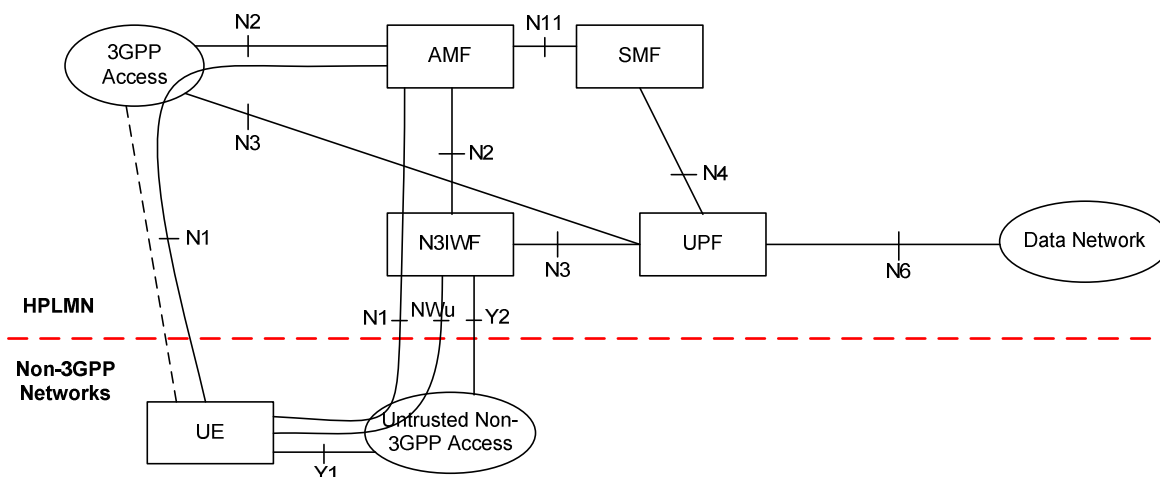 N2
N11
3GPP
Access
AMF
SMF
N3
N2
N4
N1
N3IWF
UPF
Data Network
N3
N6
HPLMN
N1
NWu
Y2
Non-3GPP
Networks
UE
Untrusted Non-
3GPP Access
Y1